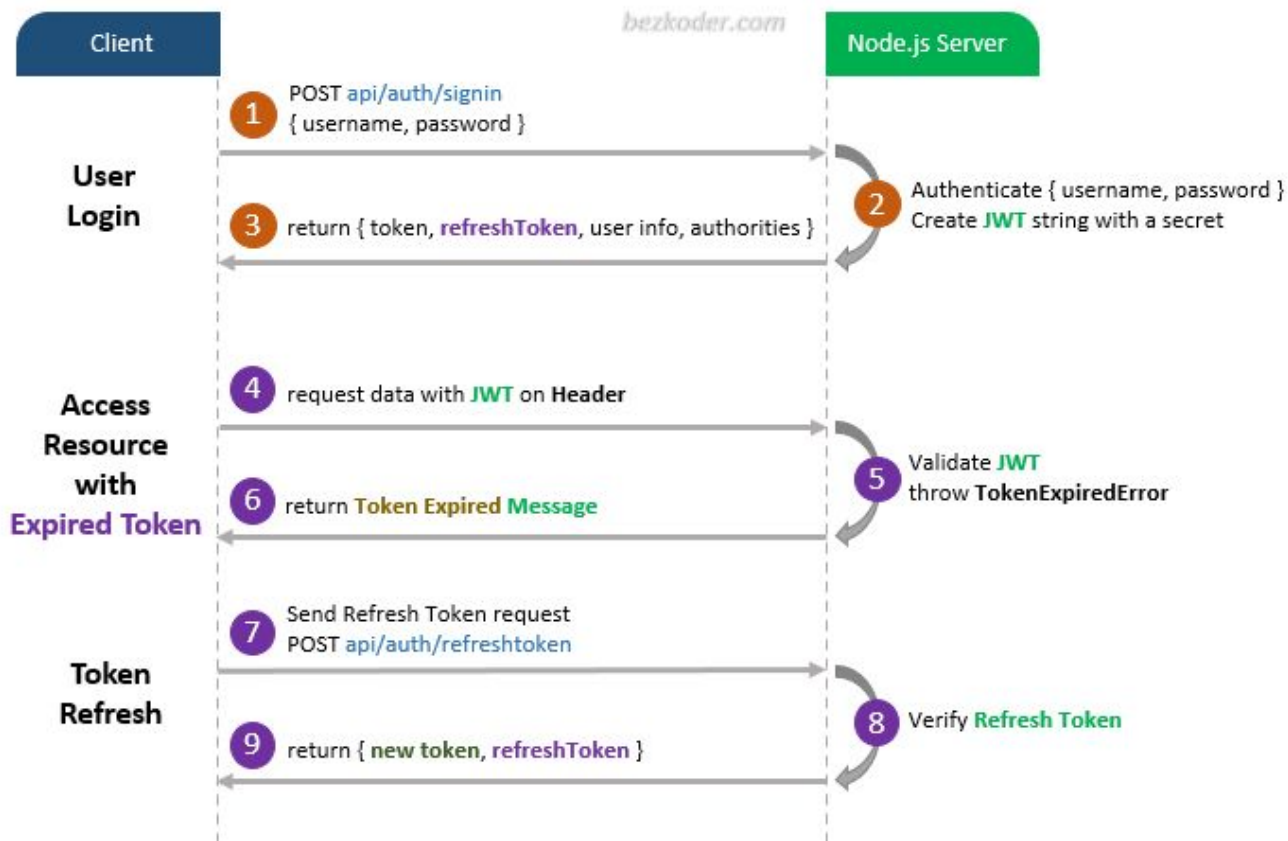 bezkoder.com
Client
Node.js Server
User
Login
1
POST api/auth/signin
{ username, password }
2
Authenticate { username, password }
Create JWT string with a secret
3
return { token, refreshToken, user info, authorities }
Access
Resource
with
Expired Token
4
request data with JWT on Header
5
Validate JWT
throw TokenExpiredError
6
return Token Expired Message
Token
Refresh
7
Send Refresh Token request
POST api/auth/refreshtoken
8
Verify Refresh Token
9
return { new token, refreshToken }